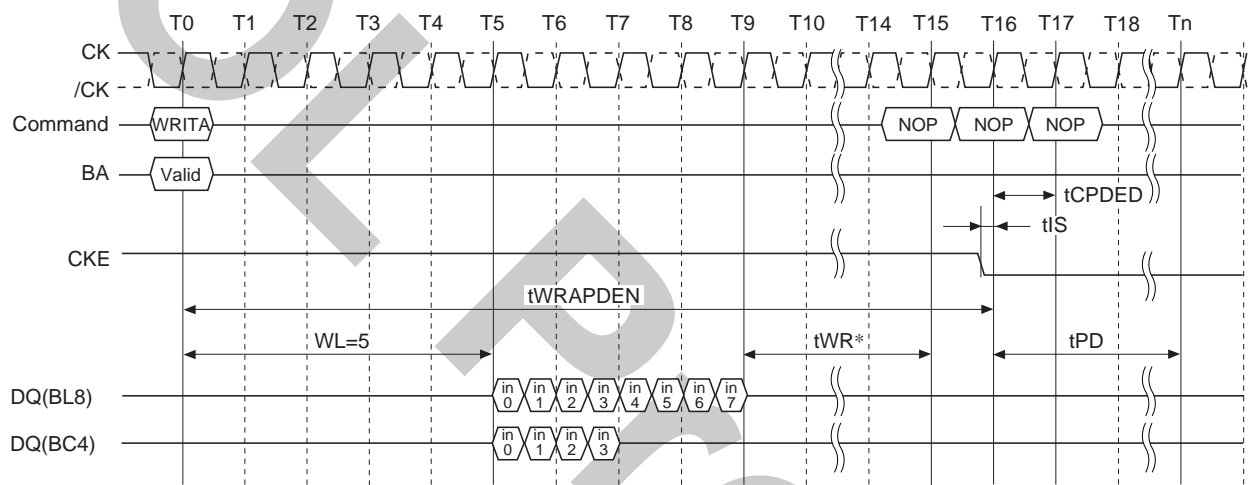 T0 T1 T2 T3 T4 T5 T6 T7 T8 T9 T10 T14 T15 T16 T17 T18 Tn
CK
/CK
Command WRITA NOP NOP NOP
BA Valid
tCPDED
tIS
CKE
tWRAPDEN
WL=5 tWR* tPD
DQ(BL8) in 0 in 1 in 2 in 3 in 4 in 5 in 6 in 7
DQ(BC4) in 0 in 1 in 2 in 3